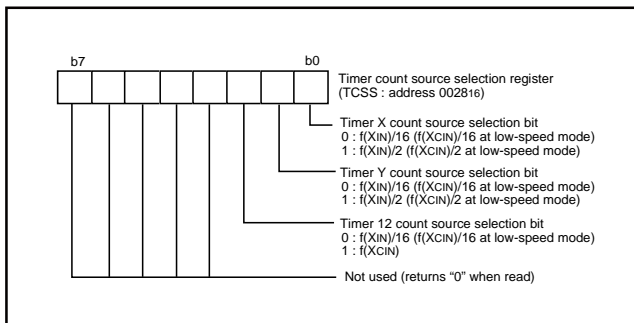 b7 b0
Timer count source selection register
(TCSS : address 002816)
Timer X count source selection bit
0 : f(XIN)/16 (f(XCIN)/16 at low-speed mode)
1 : f(XIN)/2 (f(XCIN)/2 at low-speed mode)
Timer Y count source selection bit
0 : f(XIN)/16 (f(XCIN)/16 at low-speed mode)
1 : f(XIN)/2 (f(XCIN)/2 at low-speed mode)
Timer 12 count source selection bit
0 : f(XIN)/16 (f(XCIN)/16 at low-speed mode)
1 : f(XCIN)
Not used (returns “0” when read)